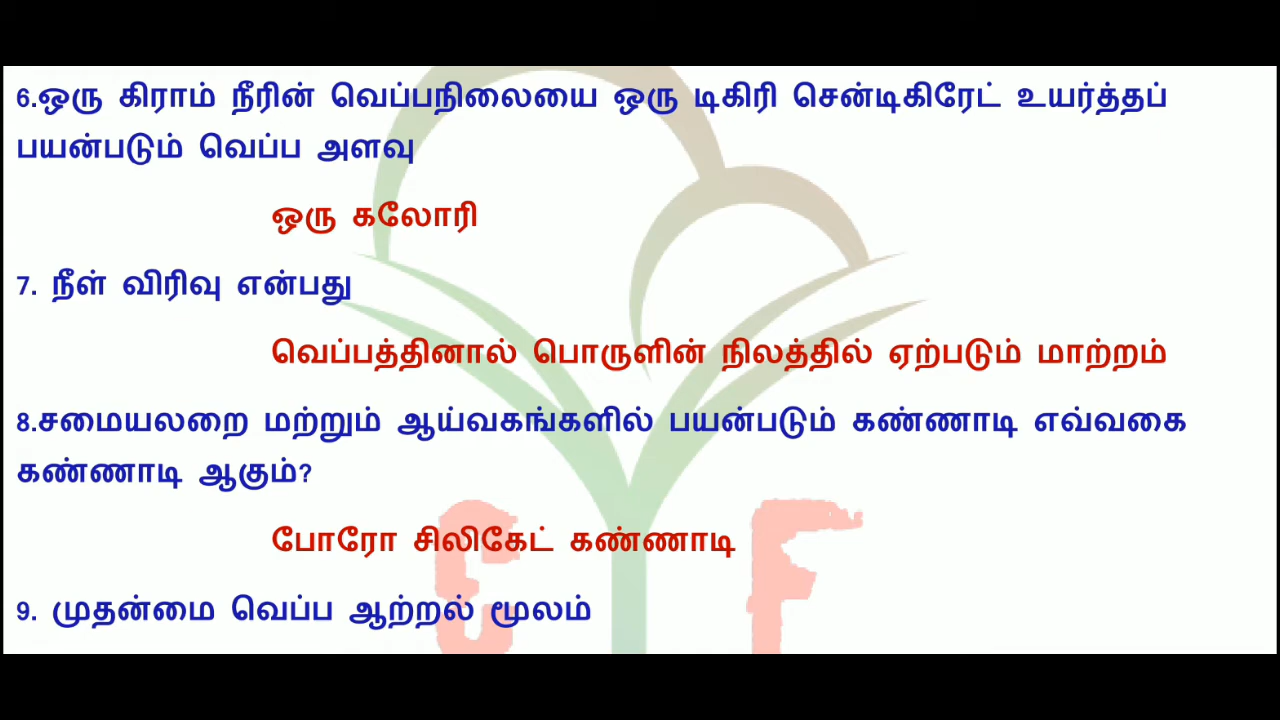 6.ஒரு கிராம் நீரின் வெப்பநிலையை ஒரு டிகிரி சென்டிகிரேட் உயர்த்தப்
பயன்படும் வெப்ப அளவு
ஒரு கலோரி
7. நீள் விரிவு என்பது
வெப்பத்தினால் பொருளின் நிலத்தில் ஏற்படும் மாற்றம்
8.சமையலறை மற்றும் ஆய்வகங்களில் பயன்படும் கண்ணாடி எவ்வகை
கண்ணாடி ஆகும்?
போரோ சிலிகேட் கண்ணாடி
9. முதன்மை வெப்ப ஆற்றல் மூலம்
G F